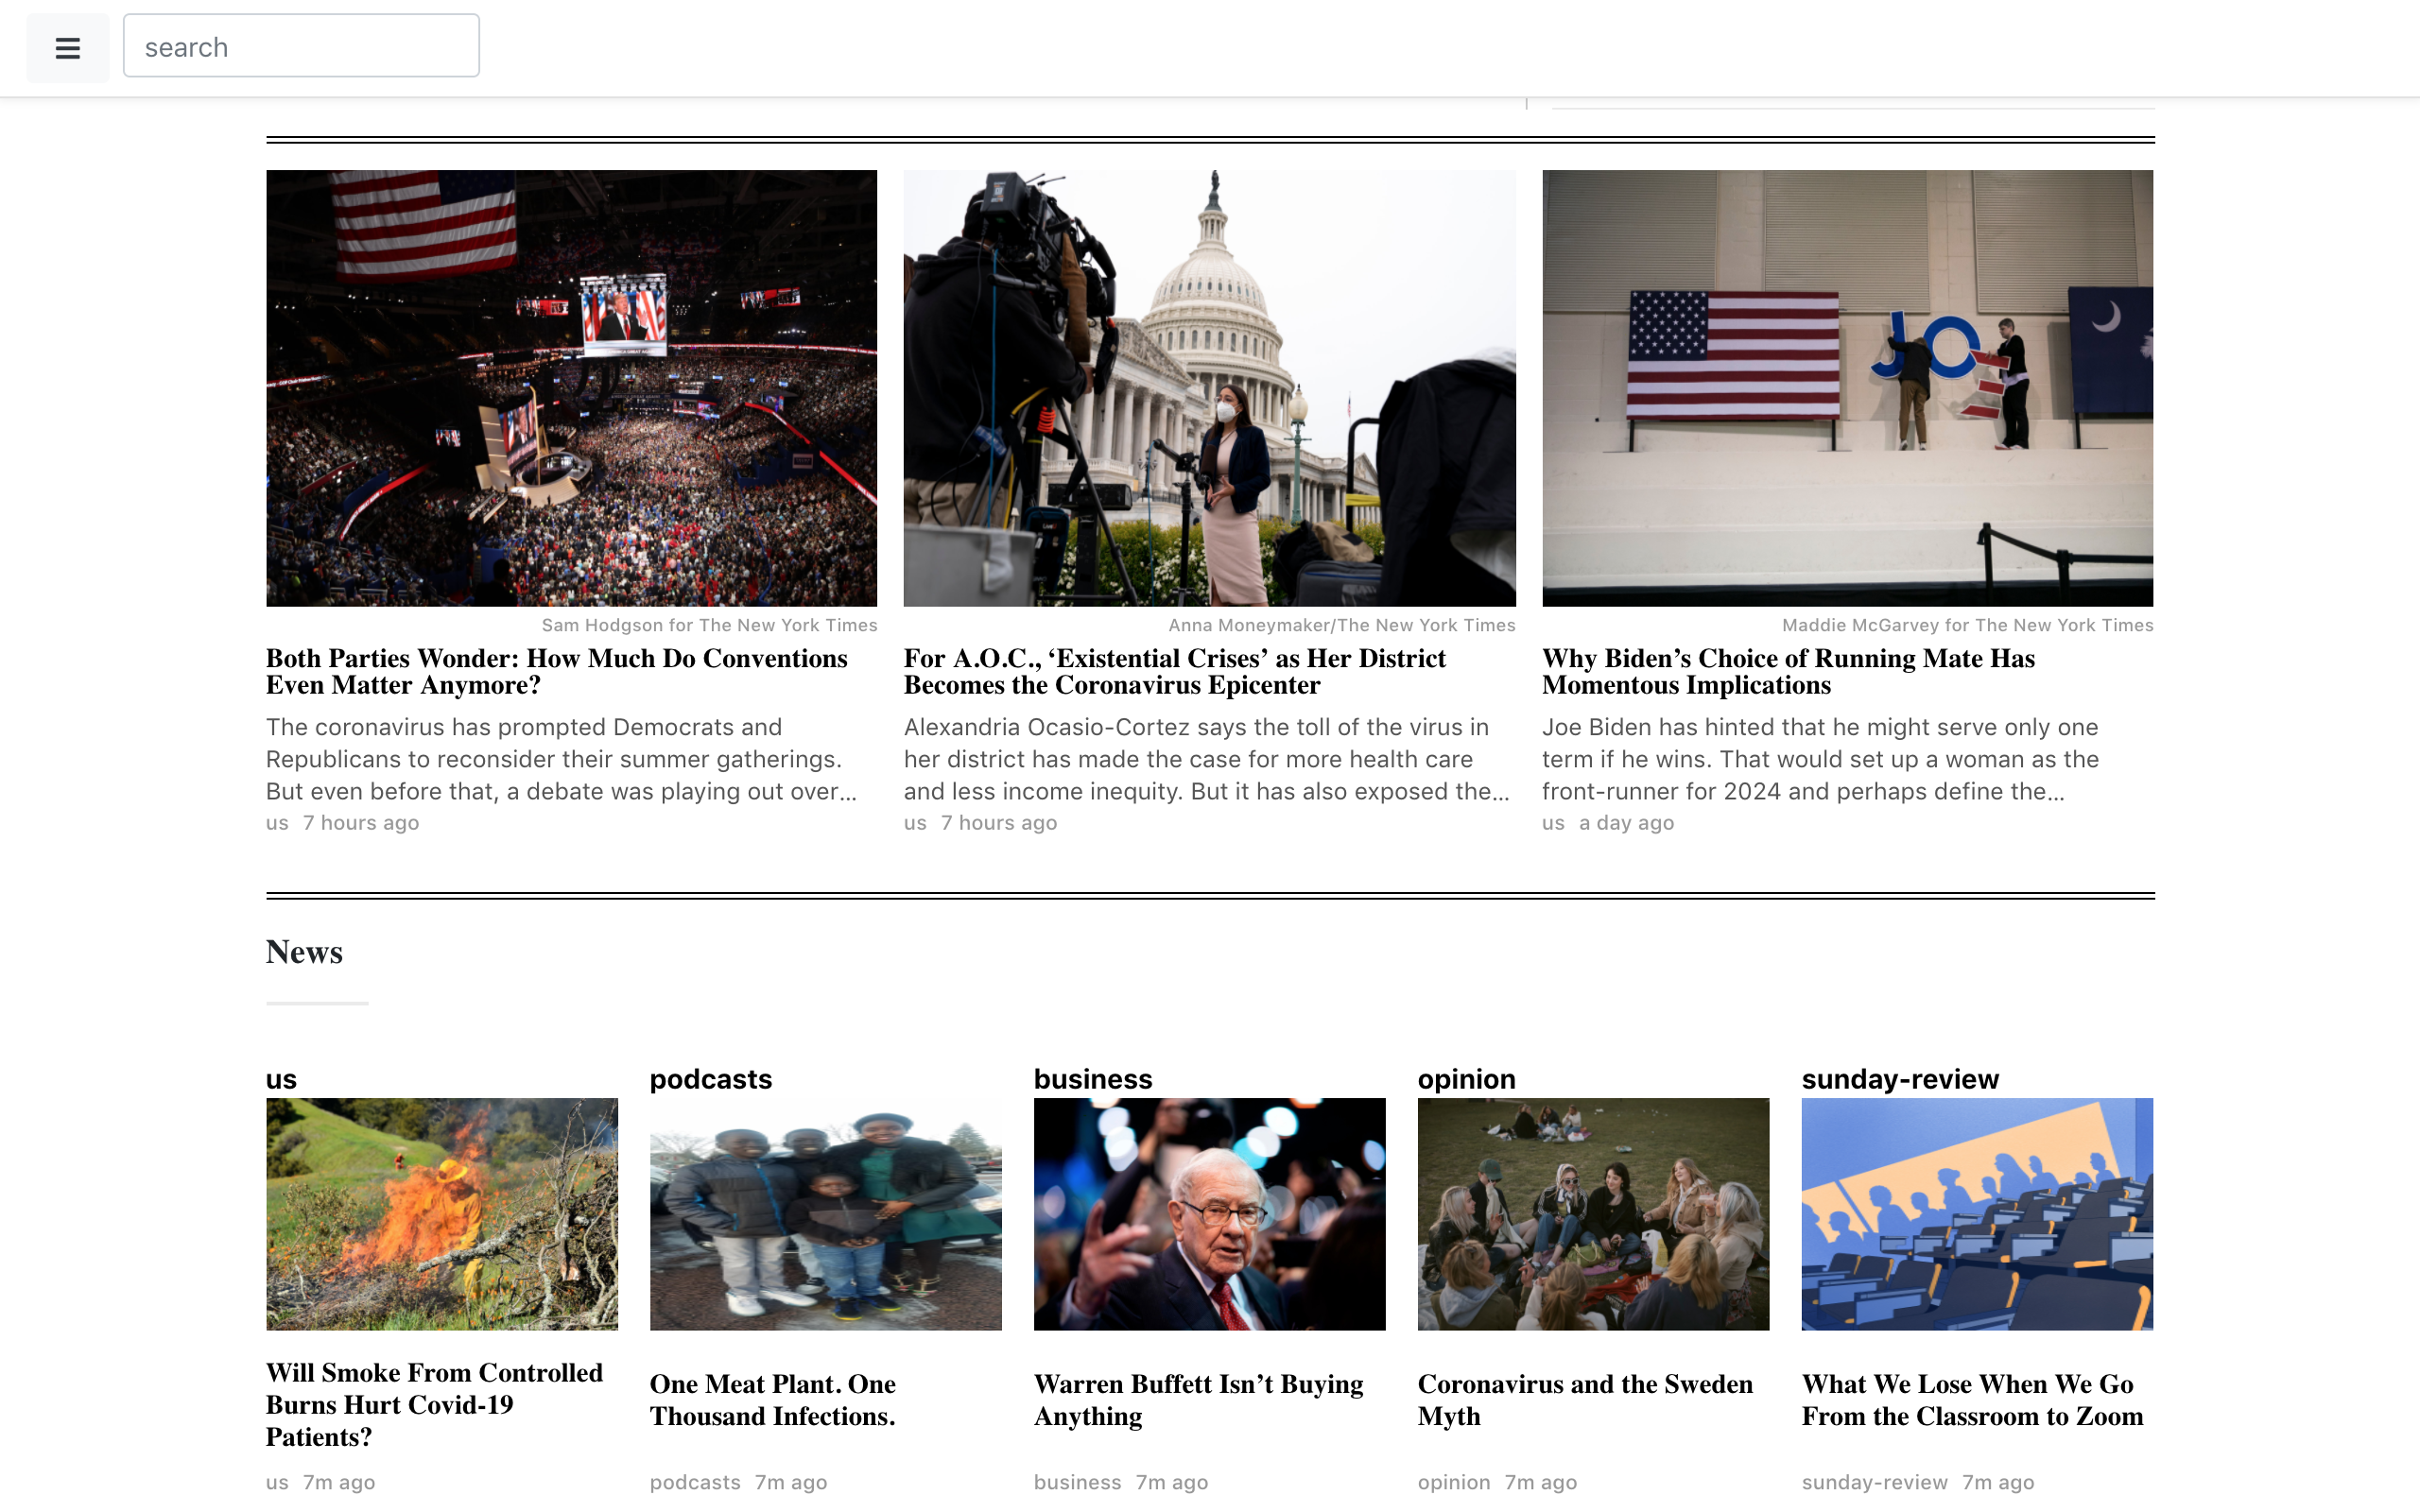 search
Sam Hodgson for The New York Times
Both Parties Wonder: How Much Do Conventions
Even Matter Anymore?
The coronavirus has prompted Democrats and
Republicans to reconsider their summer gatherings.
But even before that, a debate was playing out over...
us 7 hours ago
Anna Moneymaker/The New York Times
For A.O.C., ‘Existential Crises’ as Her District
Becomes the Coronavirus Epicenter
Alexandria Ocasio-Cortez says the toll of the virus in
her district has made the case for more health care
and less income inequity. But it has also exposed the...
us 7 hours ago
JO
Maddie McGarvey for The New York Times
Why Biden’s Choice of Running Mate Has
Momentous Implications
Joe Biden has hinted that he might serve only one
term if he wins. That would set up a woman as the
front-runner for 2024 and perhaps define the...
us a day ago
News
us
Will Smoke From Controlled
Burns Hurt Covid-19
Patients?
us 7m ago
podcasts
One Meat Plant. One
Thousand Infections.
podcasts 7m ago
business
Warren Buffett Isn’t Buying
Anything
business 7m ago
opinion
Coronavirus and the Sweden
Myth
opinion 7m ago
sunday-review
What We Lose When We Go
From the Classroom to Zoom
sunday-review 7m ago